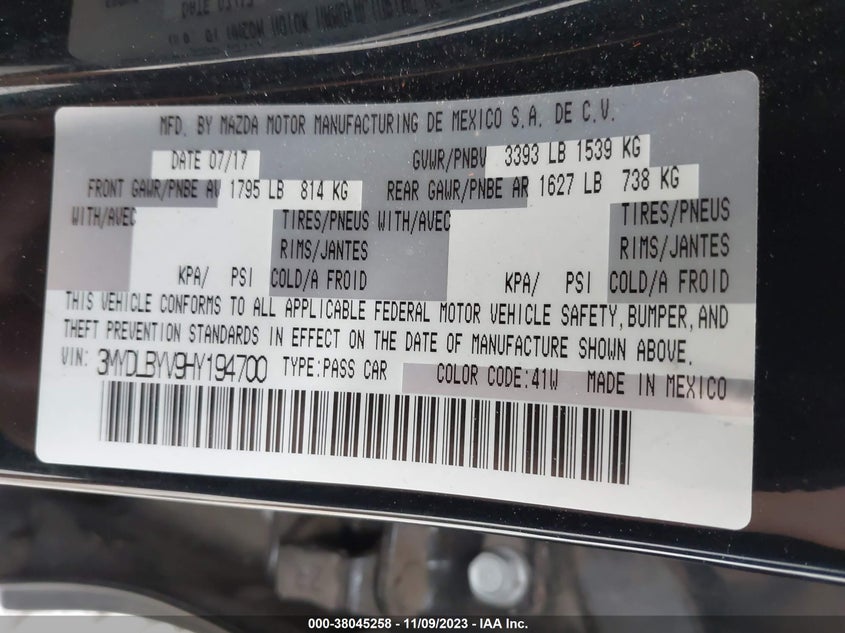 MFD. BY MAZDA MOTOR MANUFACTURING DE MEXICO S.A. DE C.V.
DATE 07/17 GVWR/PNBV 3393 LB 1539 KG
FRONT GAWR/PNBE AV 1795 LB 814 KG REAR GAWR/PNBE AR 1627 LB 738 KG
WITH/AVEC TIRES/PNEUS WITH/AVEC TIRES/PNEUS
RIMS/JANTES RIMS/JANTES
KPA/ PSI COLD/A FROID KPA/ PSI COLD/A FROID
THIS VEHICLE CONFORMS TO ALL APPLICABLE FEDERAL MOTOR VEHICLE SAFETY, BUMPER, AND
THEFT PREVENTION STANDARDS IN EFFECT ON THE DATE OF MANUFACTURE SHOWN ABOVE.
VIN: 3MYDLBYV9HY194700 TYPE:PASS CAR COLOR CODE:41W MADE IN MEXICO
000-38045258 - 11/09/2023 - IAA Inc.